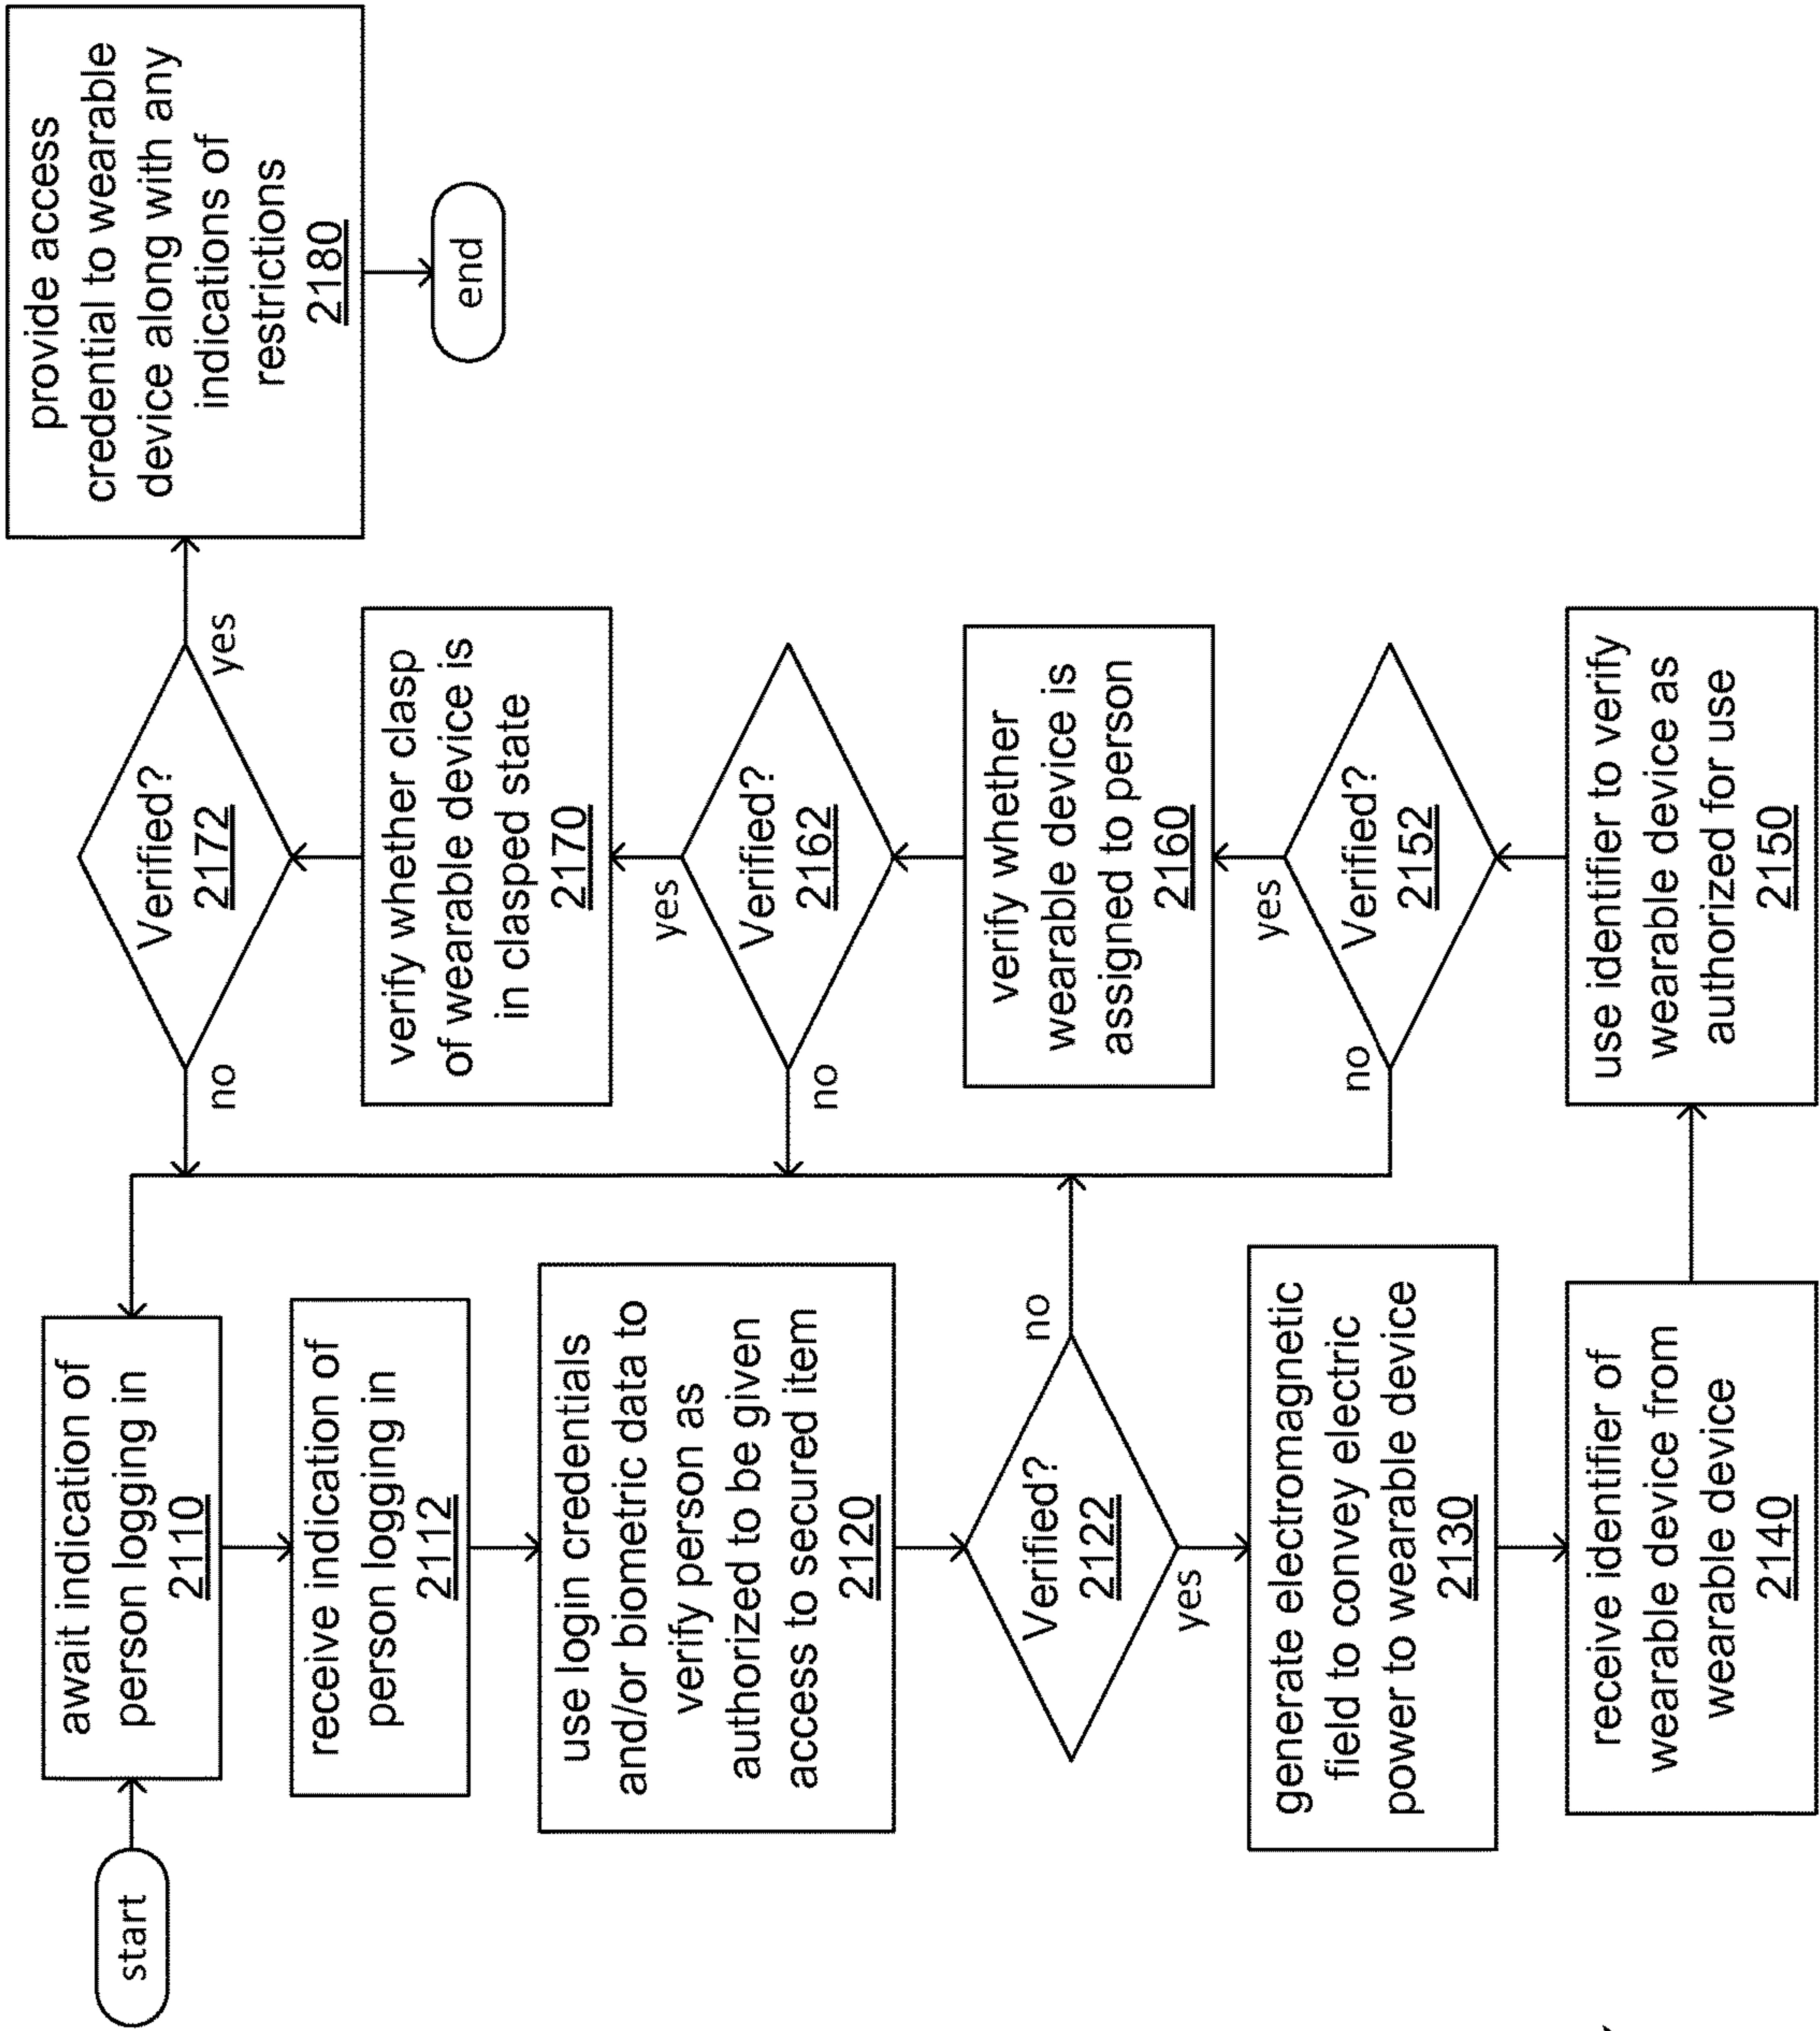 start
await indication of
person logging in
2110
receive indication of
person logging in
2112
use login credentials
and/or biometric data to
verify person as
authorized to be given
access to secured item
2120
Verified?
2122
no
yes
generate electromagnetic
field to convey electric
power to wearable device
2130
receive identifier of
wearable device from
wearable device
2140
use identifier to verify
wearable device as
authorized for use
2150
Verified?
2152
no
yes
verify whether
wearable device is
assigned to person
2160
Verified?
2162
no
yes
verify whether clasp
of wearable device is
in clasped state
2170
Verified?
2172
no
yes
provide access
credential to wearable
device along with any
indications of
restrictions
2180
end